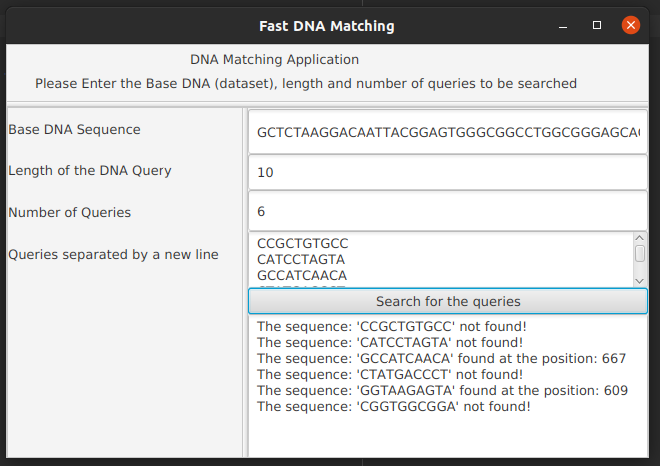 Fast DNA Matching
DNA Matching Application
Please Enter the Base DNA (dataset), length and number of queries to be searched
Base DNA Sequence
GCTCTAAGGACAATTACGGAGTGGGCGGCCTGGCGGGAGCA
Length of the DNA Query
10
Number of Queries
6
Queries separated by a new line
CCGCTGTGCC
CATCCTAGTA
GCCATCAACA
Search for the queries
The sequence: 'CCGCTGTGCC' not found!
The sequence: 'CATCCTAGTA' not found!
The sequence: 'GCCATCAACA' found at the position: 667
The sequence: 'CTATGACCCT' not found!
The sequence: 'GGTAAGAGTA' found at the position: 609
The sequence: 'CGGTGGCGGA' not found!